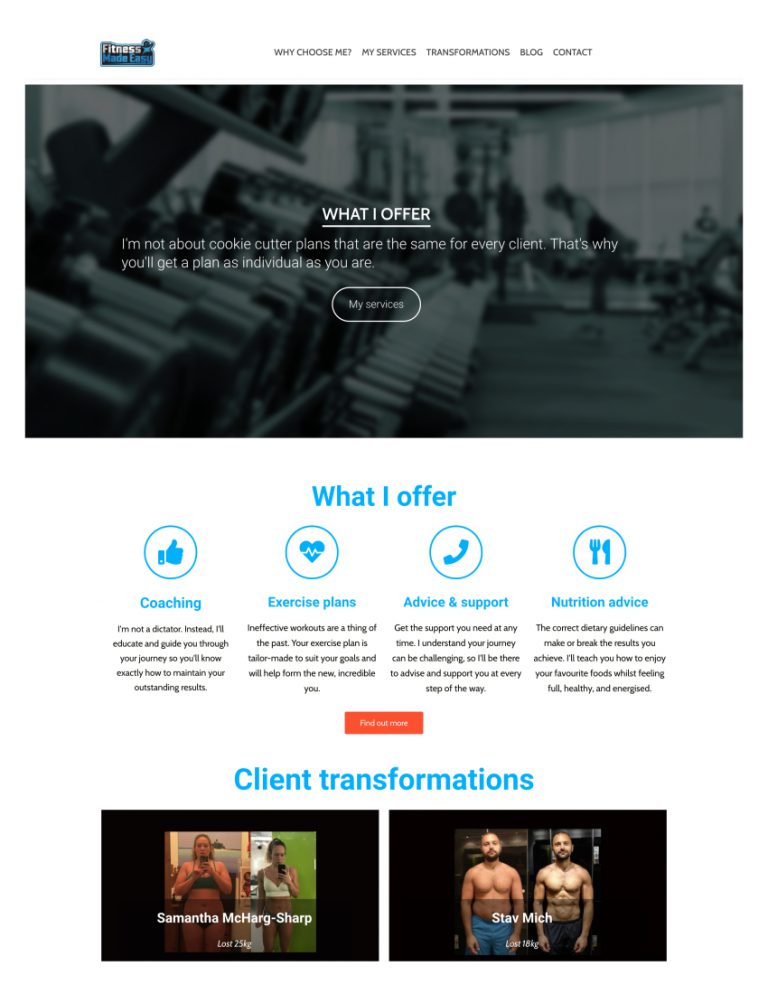 Fitness
Made Easy
WHY CHOOSE ME? MY SERVICES TRANSFORMATIONS BLOG CONTACT
WHAT I OFFER
I'm not about cookie cutter plans that are the same for every client. That's why
you'll get a plan as individual as you are.
My services
What I offer
Coaching
I'm not a dictator. Instead, I'll
educate and guide you through
your journey so you'll know
exactly how to maintain your
outstanding results.
Exercise plans
Ineffective workouts are a thing of
the past. Your exercise plan is
tailor-made to suit your goals and
will help form the new, incredible
you.
Advice & support
Get the support you need at any
time. I understand your journey
can be challenging, so I'll be there
to advise and support you at every
step of the way.
Nutrition advice
The correct dietary guidelines can
make or break the results you
achieve. I'll teach you how to enjoy
your favourite foods whilst feeling
full, healthy, and energised.
Find out more
Client transformations
Samantha McHarg-Sharp
Lost 25kg
Stav Mich
Lost 18kg